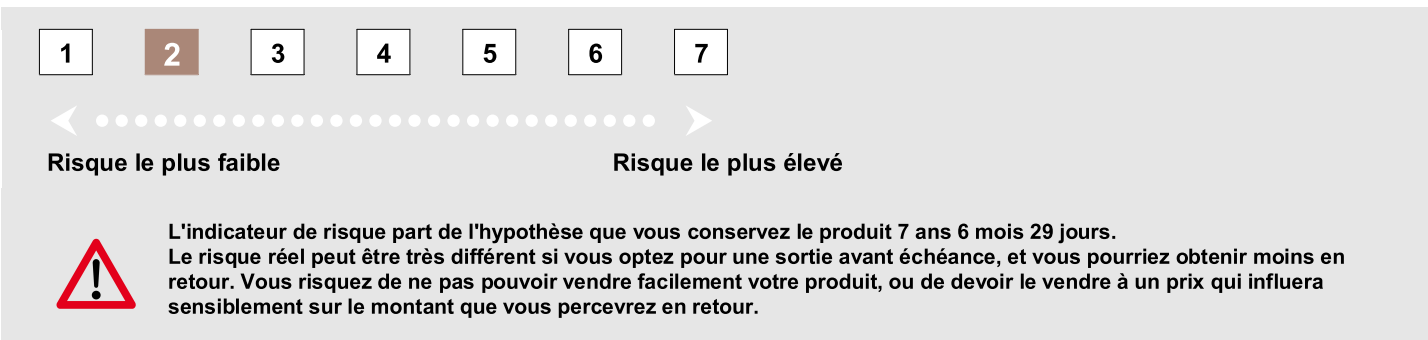 1 2 3 4 5 6 7
Risque le plus faible Risque le plus élevé
L'indicateur de risque part de l'hypothèse que vous conservez le produit 7 ans 6 mois 29 jours.
Le risque réel peut être très différent si vous optez pour une sortie avant échéance, et vous pourriez obtenir moins en
retour. Vous risquez de ne pas pouvoir vendre facilement votre produit, ou de devoir le vendre à un prix qui influera
sensiblement sur le montant que vous percevrez en retour.